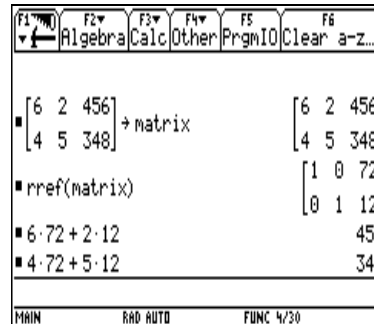 F1 F2 F3 F4 F5 F6
Algebra Calc Other PrgmIO Clear a-z…
[6 2 456] [6 2 456
[4 5 348] → matrix [4 5 348
rref(matrix) [1 0 72
[0 1 12
6·72 + 2·12 45
4·72 + 5·12 34
MAIN RAD AUTO FUNC 4/30